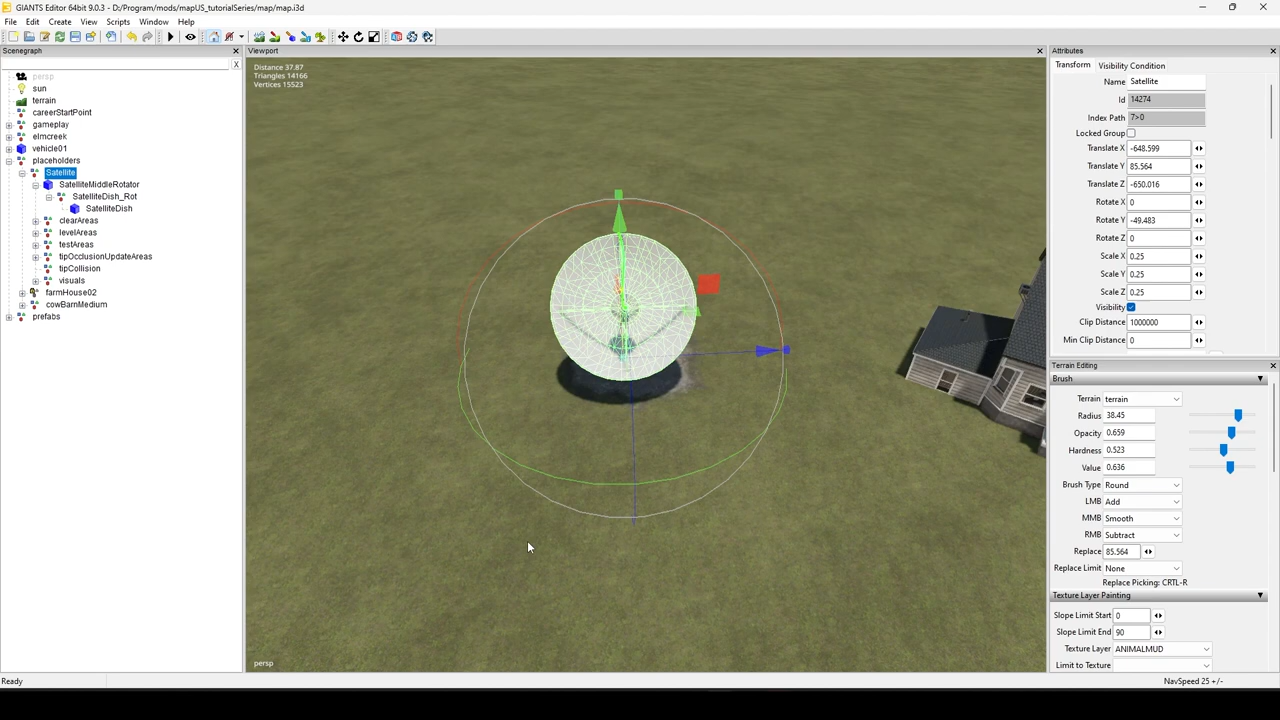 GIANTS Editor 64bit 9.0.3 - D:/Program/mods/mapUS_tutorialSeries/map/map.i3d
File Edit Create View Scripts Window Help
Scenegraph
X
persp
sun
terrain
careerStartPoint
gameplay
elmcreek
vehicle01
placeholders
Satellite
SatelliteMiddleRotator
SatelliteDish_Rot
SatelliteDish
clearAreas
levelAreas
testAreas
tipOcclusionUpdateAreas
tipCollision
visuals
farmHouse02
cowBarnMedium
prefabs
Viewport
Distance 37.87
Triangles 14166
Vertices 15523
persp
Attributes
Transform Visibility Condition
Name Satellite
Id 14274
Index Path 7>0
Locked Group
Translate X -648.599
Translate Y 85.564
Translate Z -650.016
Rotate X 0
Rotate Y -49.483
Rotate Z 0
Scale X 0.25
Scale Y 0.25
Scale Z 0.25
Visibility
Clip Distance 1000000
Min Clip Distance 0
Terrain Editing
Brush
Terrain terrain
Radius 38.45
Opacity 0.659
Hardness 0.523
Value 0.636
Brush Type Round
LMB Add
MMB Smooth
RMB Subtract
Replace 85.564
Replace Limit None
Replace Picking: CRTL-R
Texture Layer Painting
Slope Limit Start 0
Slope Limit End 90
Texture Layer ANIMALMUD
Limit to Texture
Ready
NavSpeed 25 +/-